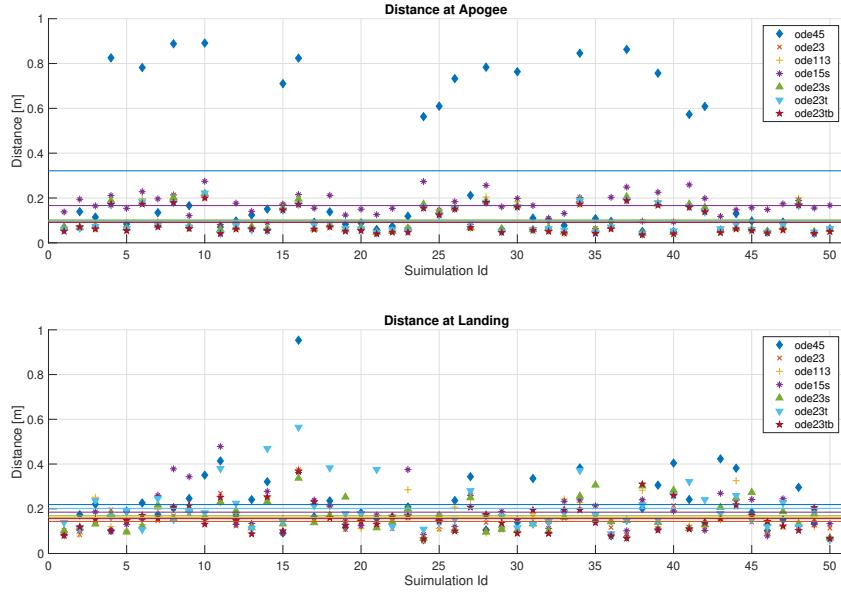 Distance at Apogee
1
0.8
0.6
0.4
0.2
0
Distance [m]
0 5 10 15 20 25 30 35 40 45 50
Suimulation Id
ode45
ode23
ode113
ode15s
ode23s
ode23t
ode23tb
Distance at Landing
1
0.8
0.6
0.4
0.2
0
Distance [m]
0 5 10 15 20 25 30 35 40 45 50
Suimulation Id
ode45
ode23
ode113
ode15s
ode23s
ode23t
ode23tb